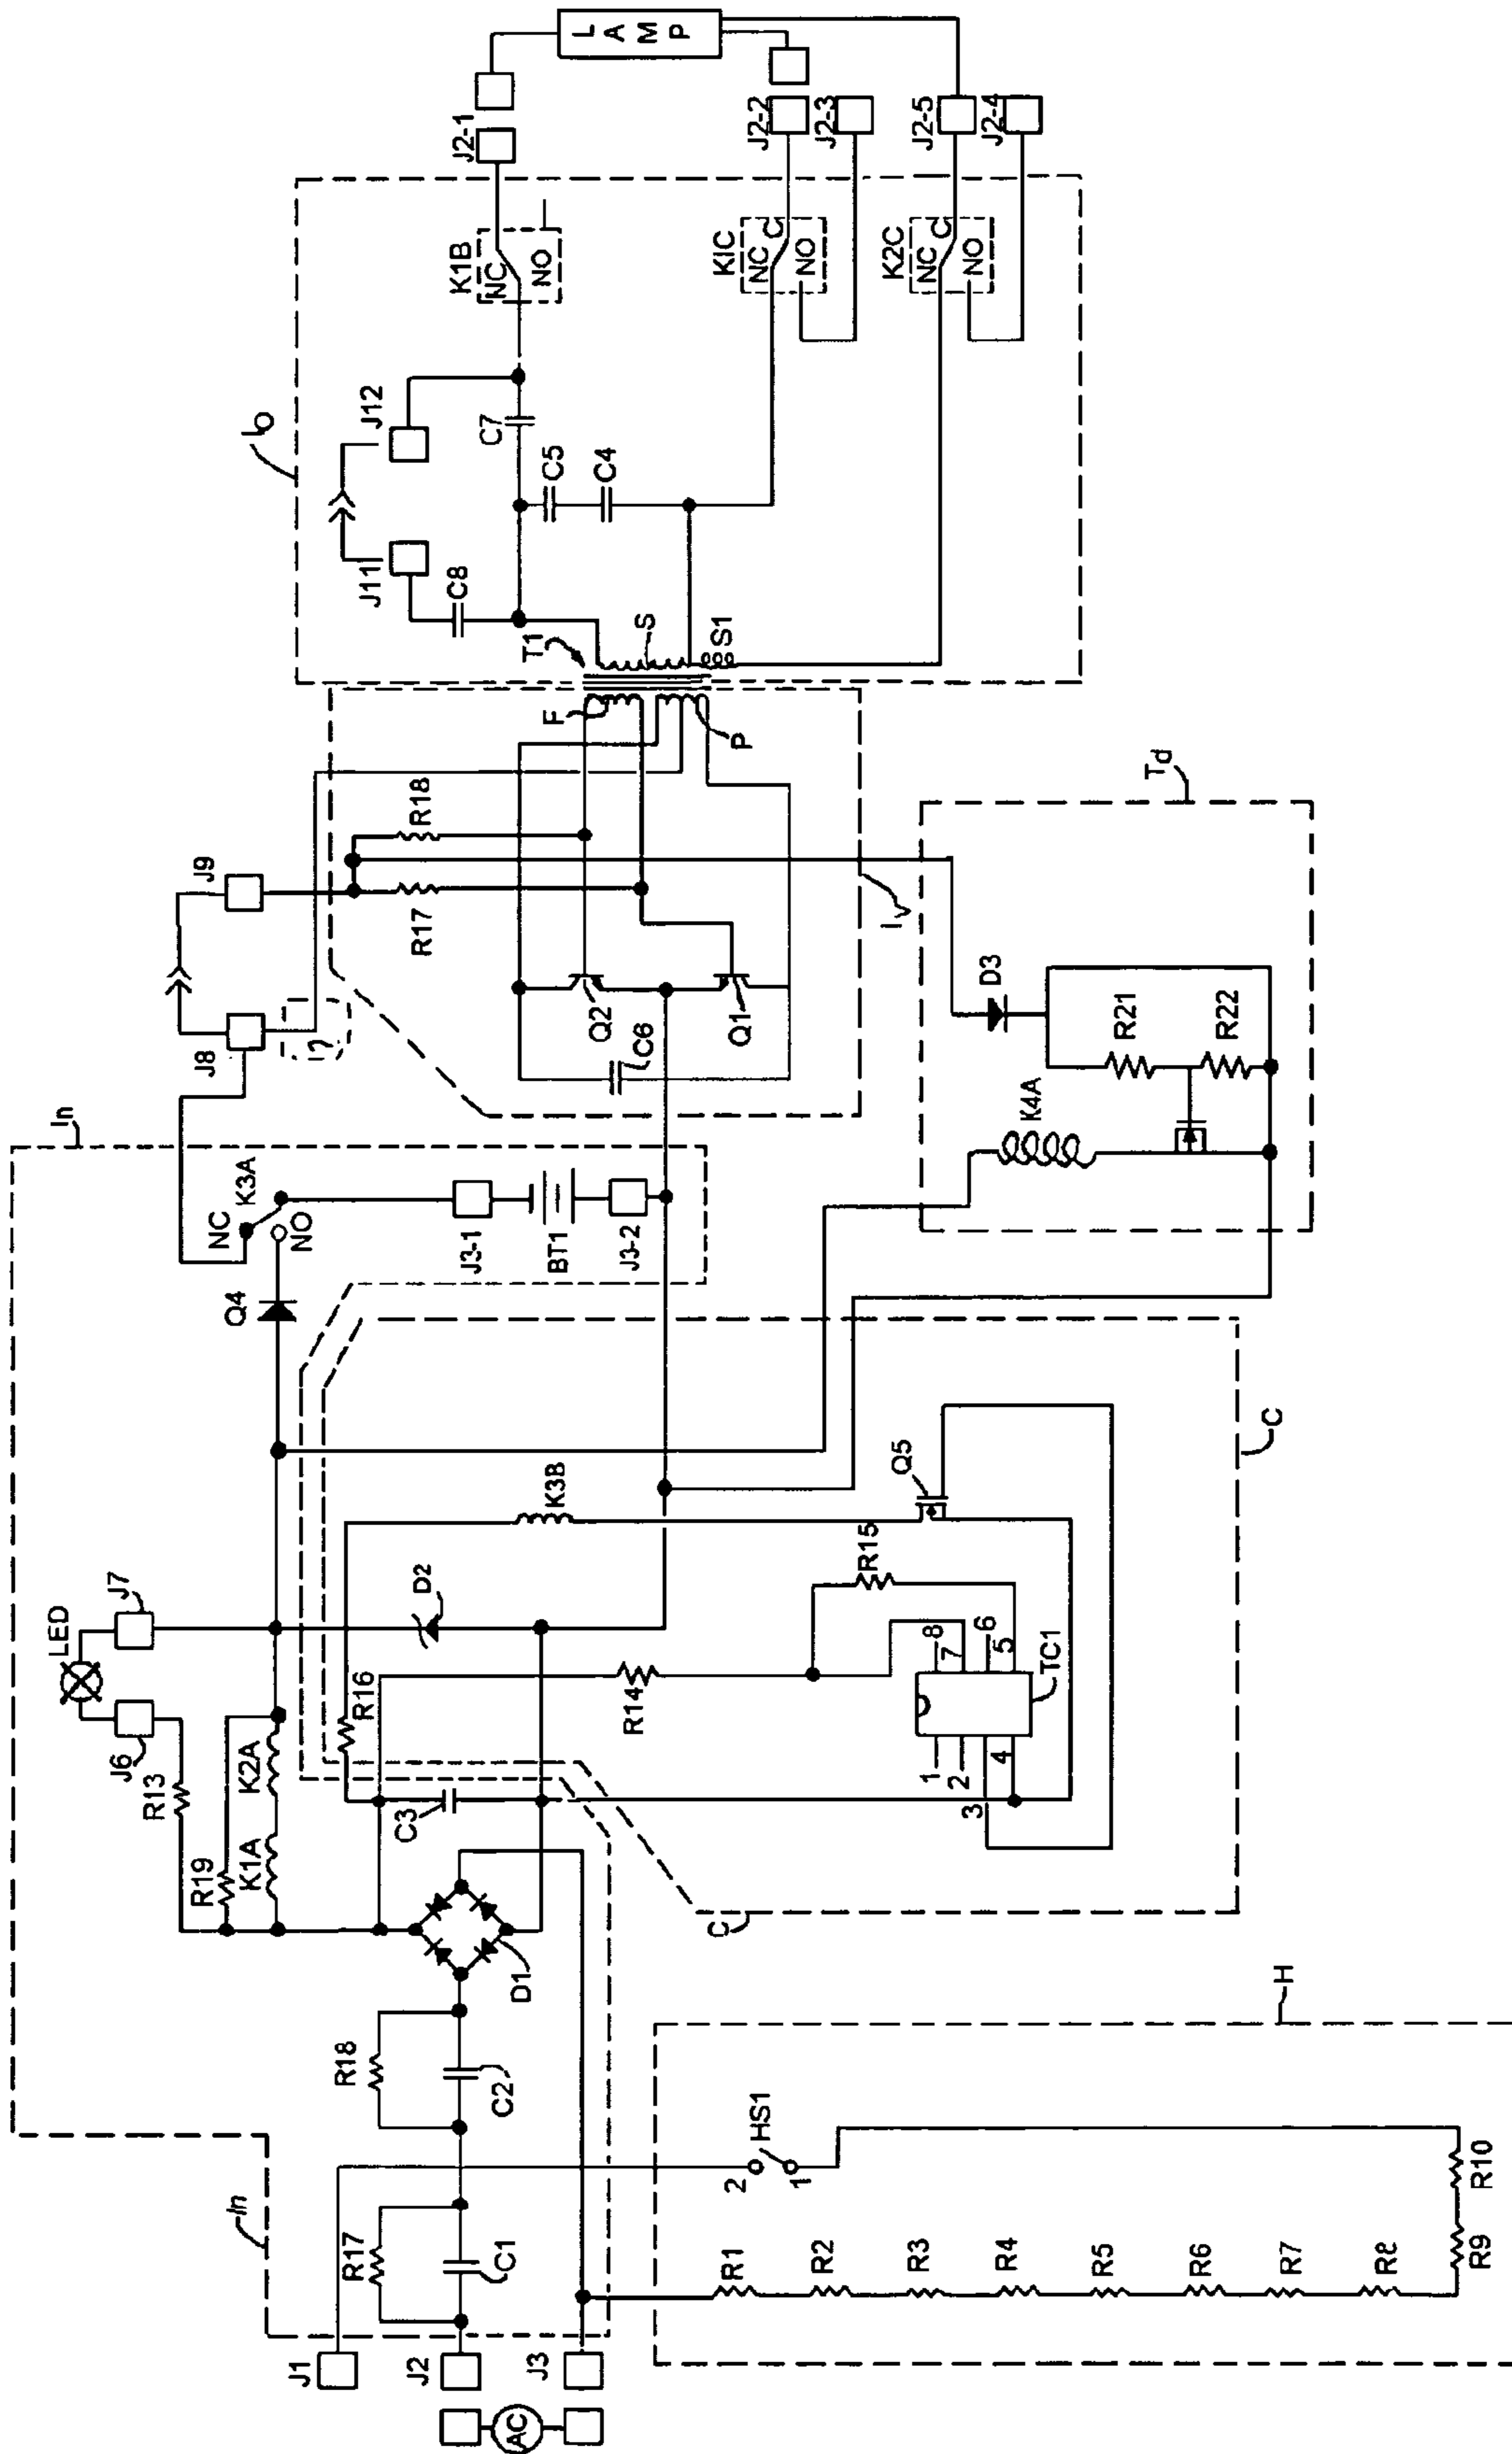 In
In
LED
J6
J7
R13
R19
K1A
K2A
Q4
NC
K3A
NO
J3-1
BT1
J3-2
J8
J9
R17
R18
Q2
Q1
C6
F
P
T1
S
S1
Iv
Io
J11
J12
C8
C7
C5
C4
K1B
NC
NO
K1C
NC
C
NO
K2C
NC
C
NO
J2-1
J2-2
J2-3
J2-5
J2-4
LAMP
AC
J1
J2
J3
R17
C1
R18
C2
D1
C3
R16
D2
K3B
R14
R15
Q5
TC1
1
2
3
4
8
7
6
5
C
C
Td
D3
R21
R22
K4A
H
HS1
2
1
R1
R2
R3
R4
R5
R6
R7
R8
R9
R10